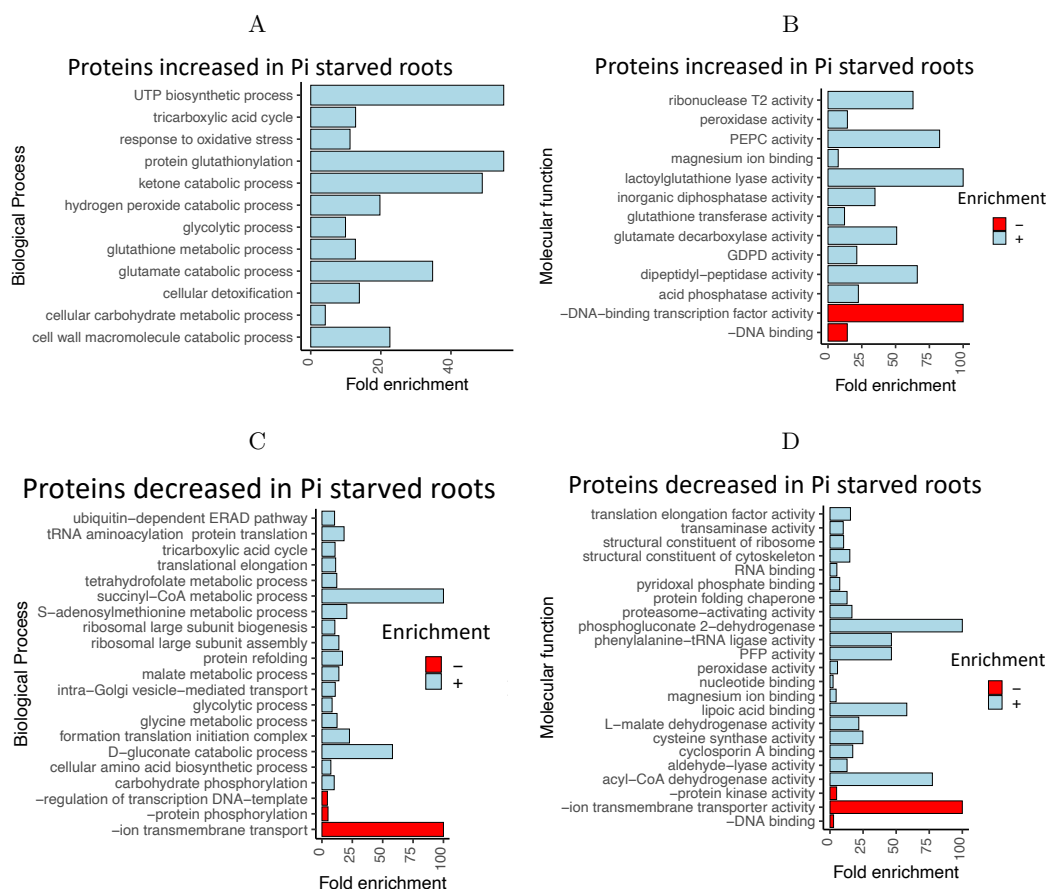 A
Proteins increased in Pi starved roots
Biological Process
UTP biosynthetic process
tricarboxylic acid cycle
response to oxidative stress
protein glutathionylation
ketone catabolic process
hydrogen peroxide catabolic process
glycolytic process
glutathione metabolic process
glutamate catabolic process
cellular detoxification
cellular carbohydrate metabolic process
cell wall macromolecule catabolic process
0
20
40
Fold enrichment
B
Proteins increased in Pi starved roots
Molecular function
ribonuclease T2 activity
peroxidase activity
PEPC activity
magnesium ion binding
lactoylglutathione lyase activity
inorganic diphosphatase activity
glutathione transferase activity
glutamate decarboxylase activity
GDPD activity
dipeptidyl-peptidase activity
acid phosphatase activity
-DNA-binding transcription factor activity
-DNA binding
0
25
50
75
100
Fold enrichment
Enrichment
-
+
C
Proteins decreased in Pi starved roots
Biological Process
ubiquitin-dependent ERAD pathway
tRNA aminoacylation protein translation
tricarboxylic acid cycle
translational elongation
tetrahydrofolate metabolic process
succinyl-CoA metabolic process
S-adenosylmethionine metabolic process
ribosomal large subunit biogenesis
ribosomal large subunit assembly
protein refolding
malate metabolic process
intra-Golgi vesicle-mediated transport
glycolytic process
glycine metabolic process
formation translation initiation complex
D-gluconate catabolic process
cellular amino acid biosynthetic process
carbohydrate phosphorylation
-regulation of transcription DNA-template
-protein phosphorylation
-ion transmembrane transport
0
25
50
75
100
Fold enrichment
Enrichment
-
+
D
Proteins decreased in Pi starved roots
Molecular function
translation elongation factor activity
transaminase activity
structural constituent of ribosome
structural constituent of cytoskeleton
RNA binding
pyridoxal phosphate binding
protein folding chaperone
proteasome-activating activity
phosphogluconate 2-dehydrogenase
phenylalanine-tRNA ligase activity
PFP activity
peroxidase activity
nucleotide binding
magnesium ion binding
lipoic acid binding
L-malate dehydrogenase activity
cysteine synthase activity
cyclosporin A binding
aldehyde-lyase activity
acyl-CoA dehydrogenase activity
-protein kinase activity
-ion transmembrane transporter activity
-DNA binding
0
25
50
75
100
Fold enrichment
Enrichment
-
+